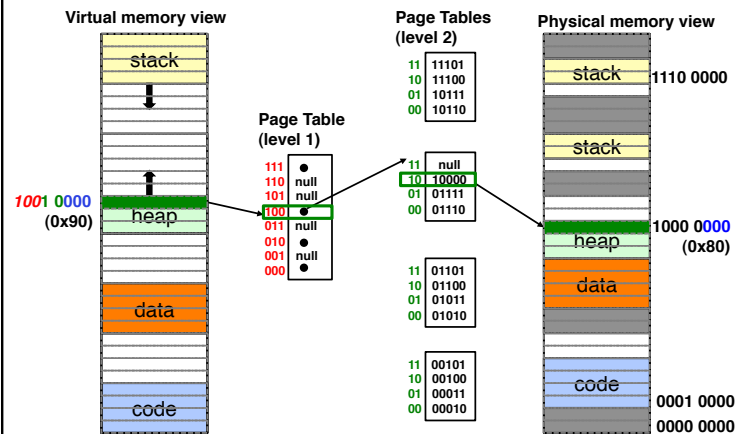 Virtual memory view
stack
1001 0000
(0x90)
heap
data
code
Page Table
(level 1)
111
110 null
101 null
100
011 null
010
001 null
000
Page Tables
(level 2)
11 11101
10 11100
01 10111
00 10110
11 null
10 10000
01 01111
00 01110
11 01101
10 01100
01 01011
00 01010
11 00101
10 00100
01 00011
00 00010
Physical memory view
stack
1110 0000
stack
1000 0000
(0x80)
heap
data
code
0001 0000
0000 0000